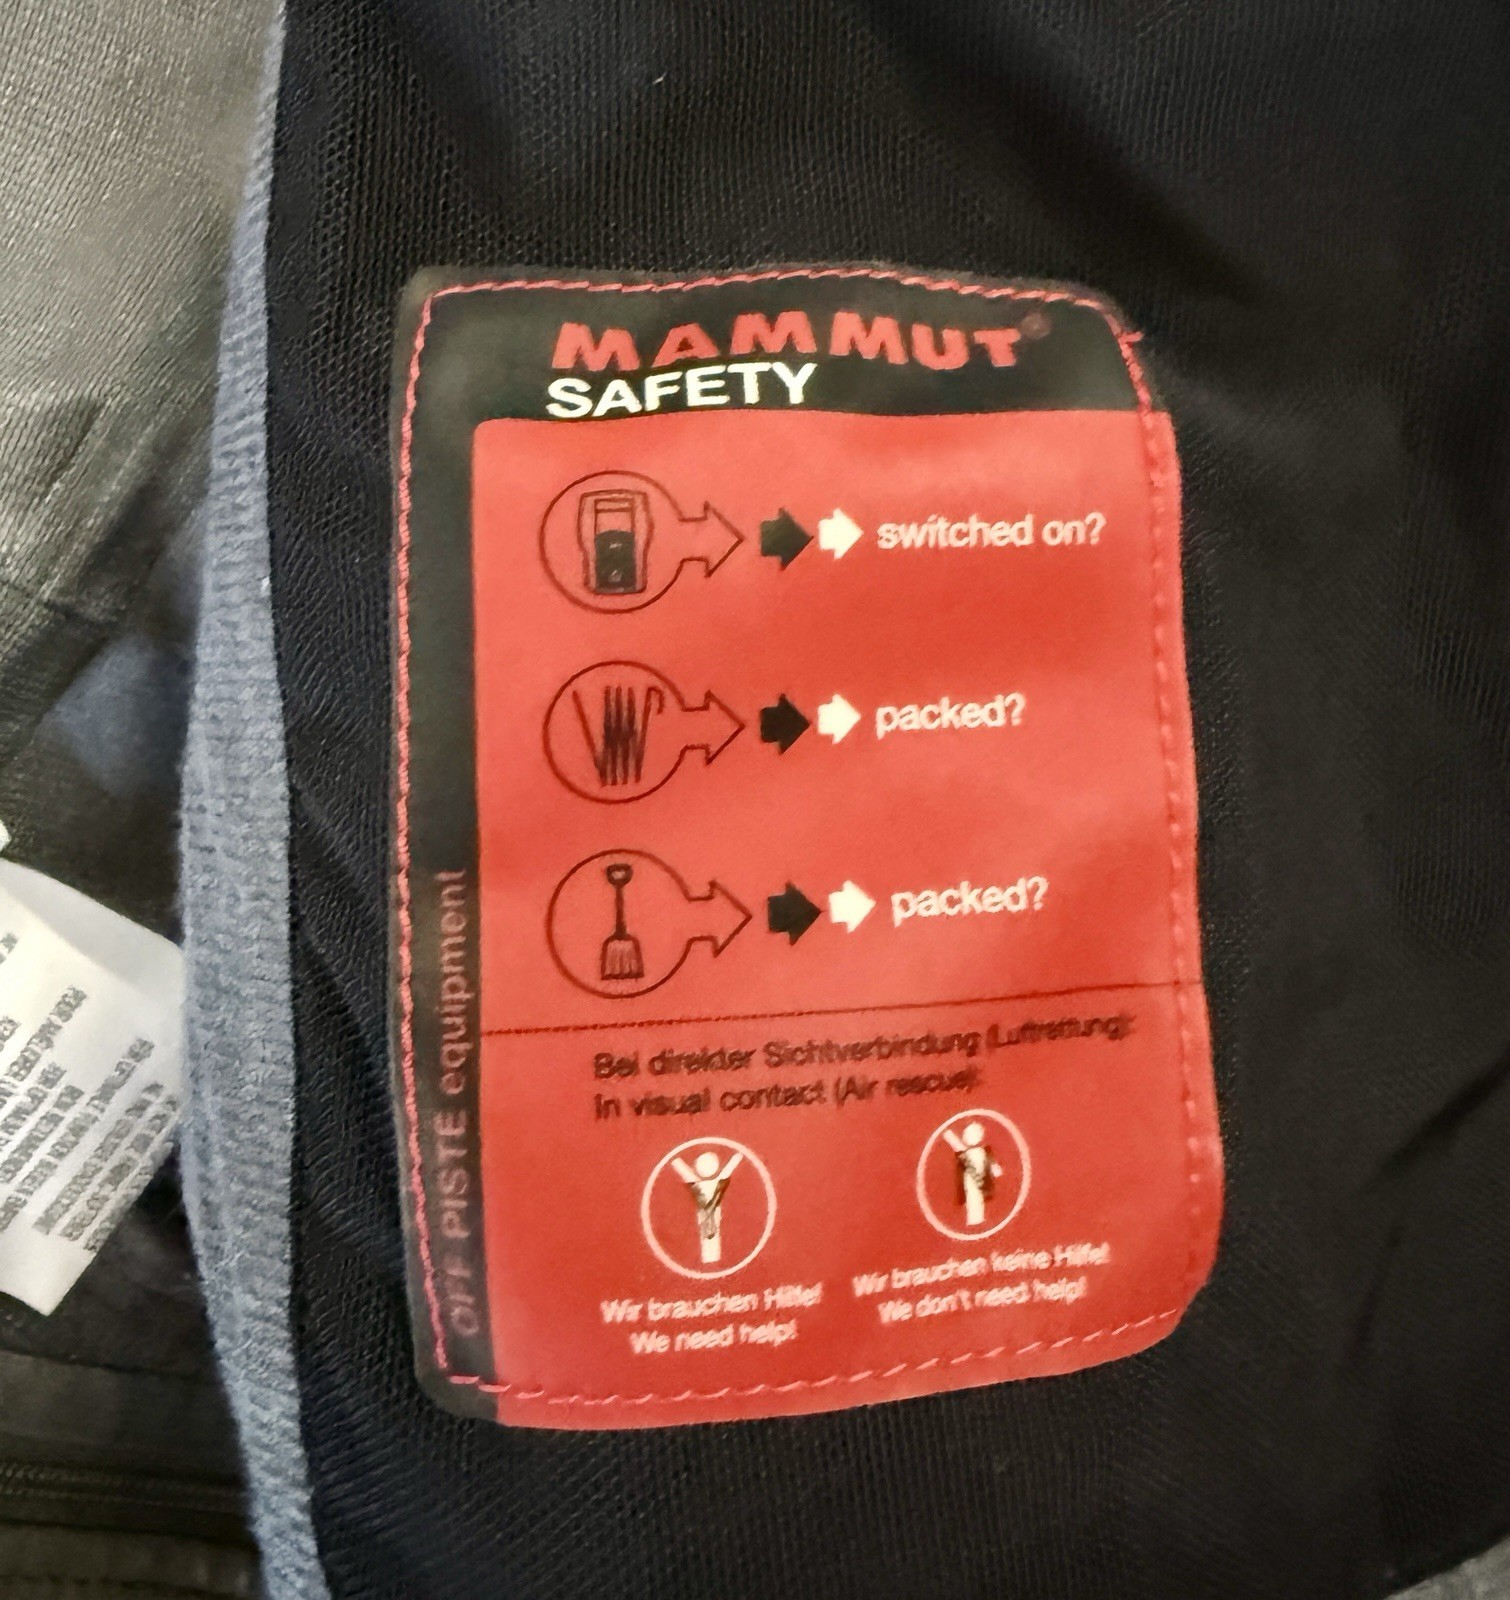 MAMMUT®
SAFETY
switched on?
packed?
packed?
OFF PISTE equipment
Bei direkter Sichtverbindung (Luftrettung):
In visual contact (Air rescue):
Wir brauchen Hilfe!
We need help!
Wir brauchen keine Hilfe!
We don't need help!